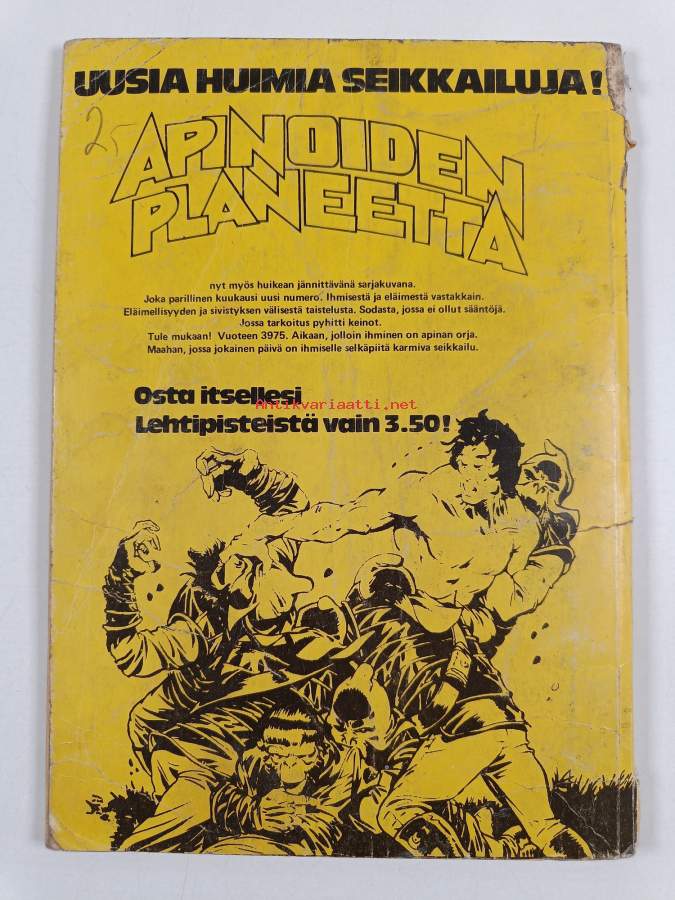 UUSIA HUIMIA SEIKKAILUJA!
2,-
APINOIDEN
PLANEETTA
nyt myös huikean jännittävänä sarjakuvana.
Joka parillinen kuukausi uusi numero. Ihmisestä ja eläimestä vastakkain.
Eläimellisyyden ja sivistyksen välisestä taistelusta. Sodasta, jossa ei ollut sääntöjä.
Jossa tarkoitus pyhitti keinot.
Tule mukaan! Vuoteen 3975. Aikaan, jolloin ihminen on apinan orja.
Maahan, jossa jokainen päivä on ihmiselle selkäpiitä karmiva seikkailu.
Osta itsellesi
Antikvariaatti.net
Lehtipisteistä vain 3.50!